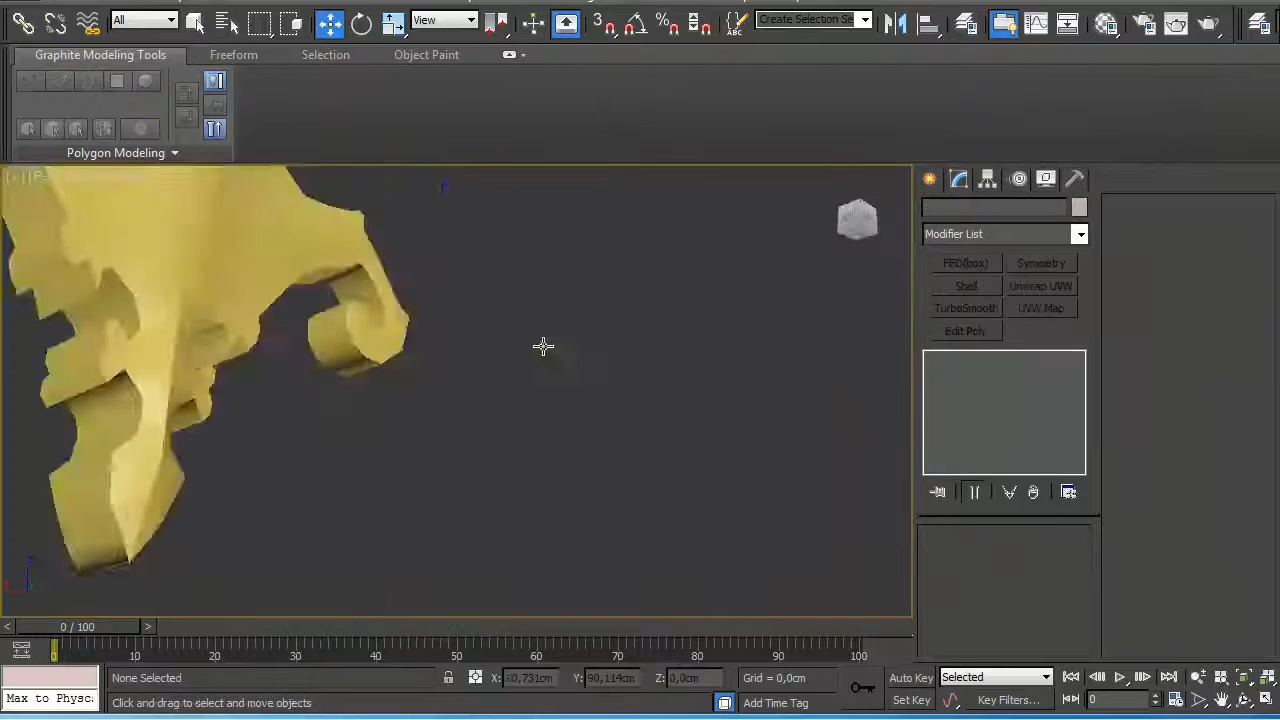 All
View
3
%
ABC
Create Selection Se
Graphite Modeling Tools
Freeform
Selection
Object Paint
Polygon Modeling
Modifier List
FFD(box)
Symmetry
Shell
Unwrap UVW
TurboSmooth
UVW Map
Edit Poly
0 / 100
0 10 20 30 40 50 60 70 80 90 100
None Selected
X:
Y: 90,114cm
Z: 0,0cm
Grid = 0,0cm
Auto Key
Selected
Max to Physc
Click and drag to select and move objects
Add Time Tag
Set Key
Key Filters...
0